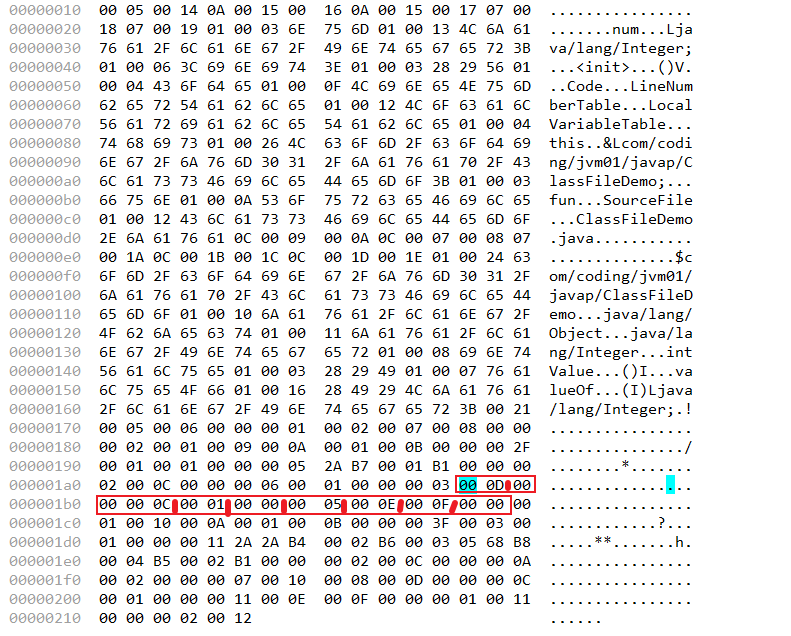 00000010 00 05 00 14 0A 00 15 00 16 0A 00 15 00 17 07 00 ................
00000020 18 07 00 19 01 00 03 6E 75 6D 01 00 13 4C 6A 61 .......num...Lja
00000030 76 61 2F 6C 61 6E 67 2F 49 6E 74 65 67 65 72 3B va/lang/Integer;
00000040 01 00 06 3C 69 6E 69 74 3E 01 00 03 28 29 56 01 ...<init>...()V.
00000050 00 04 43 6F 64 65 01 00 0F 4C 69 6E 65 4E 75 6D ..Code...LineNum
00000060 62 65 72 54 61 62 6C 65 01 00 12 4C 6F 63 61 6C berTable...Local
00000070 56 61 72 69 61 62 6C 65 54 61 62 6C 65 01 00 04 VariableTable...
00000080 74 68 69 73 01 00 26 4C 63 6F 6D 2F 63 6F 64 69 this..&Lcom/codi
00000090 6E 67 2F 6A 76 6D 30 31 2F 6A 61 76 61 70 2F 43 ng/jvm01/javap/C
000000a0 6C 61 73 73 46 69 6C 65 44 65 6D 6F 3B 01 00 03 lassFileDemo;...
000000b0 66 75 6E 01 00 0A 53 6F 75 72 63 65 46 69 6C 65 fun...SourceFile
000000c0 01 00 12 43 6C 61 73 73 46 69 6C 65 44 65 6D 6F ...ClassFileDemo
000000d0 2E 6A 61 76 61 0C 00 09 00 0A 0C 00 07 00 08 07 .java...........
000000e0 00 1A 0C 00 1B 00 1C 0C 00 1D 00 1E 01 00 24 63 ..............$c
000000f0 6F 6D 2F 63 6F 64 69 6E 67 2F 6A 76 6D 30 31 2F om/coding/jvm01/
00000100 6A 61 76 61 70 2F 43 6C 61 73 73 46 69 6C 65 44 javap/ClassFileD
00000110 65 6D 6F 01 00 10 6A 61 76 61 2F 6C 61 6E 67 2F emo...java/lang/
00000120 4F 62 6A 65 63 74 01 00 11 6A 61 76 61 2F 6C 61 Object...java/la
00000130 6E 67 2F 49 6E 74 65 67 65 72 01 00 08 69 6E 74 ng/Integer...int
00000140 56 61 6C 75 65 01 00 03 28 29 49 01 00 07 76 61 Value...()I...va
00000150 6C 75 65 4F 66 01 00 16 28 49 29 4C 6A 61 76 61 lueOf...(I)Ljava
00000160 2F 6C 61 6E 67 2F 49 6E 74 65 67 65 72 3B 00 21 /lang/Integer;.!
00000170 00 05 00 06 00 00 00 01 00 02 00 07 00 08 00 00 ................
00000180 00 02 00 01 00 09 00 0A 00 01 00 0B 00 00 00 2F .............../
00000190 00 01 00 01 00 00 00 05 2A B7 00 01 B1 00 00 00 ........*.......
000001a0 02 00 0C 00 00 00 06 00 01 00 00 00 03 00 0D 00 ................
000001b0 00 00 0C 00 01 00 00 00 05 00 0E 00 0F 00 00 00 ................
000001c0 01 00 10 00 0A 00 01 00 0B 00 00 00 3F 00 03 00 ............?...
000001d0 01 00 00 00 11 2A 2A B4 00 02 B6 00 03 05 68 B8 .....**.......h.
000001e0 00 04 B5 00 02 B1 00 00 00 02 00 0C 00 00 00 0A ................
000001f0 00 02 00 00 00 07 00 10 00 08 00 0D 00 00 00 0C ................
00000200 00 01 00 00 00 11 00 0E 00 0F 00 00 00 01 00 11 ................
00000210 00 00 00 02 00 12 ......